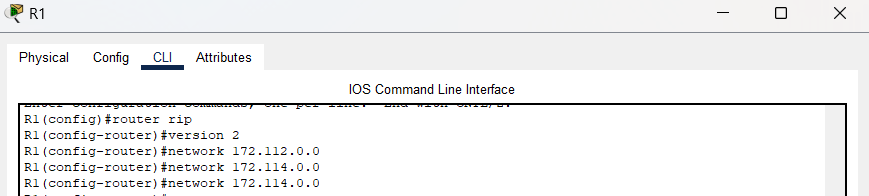 R1
Physical Config CLI Attributes
IOS Command Line Interface
R1(config)#router rip
R1(config-router)#version 2
R1(config-router)#network 172.112.0.0
R1(config-router)#network 172.114.0.0
R1(config-router)#network 172.114.0.0